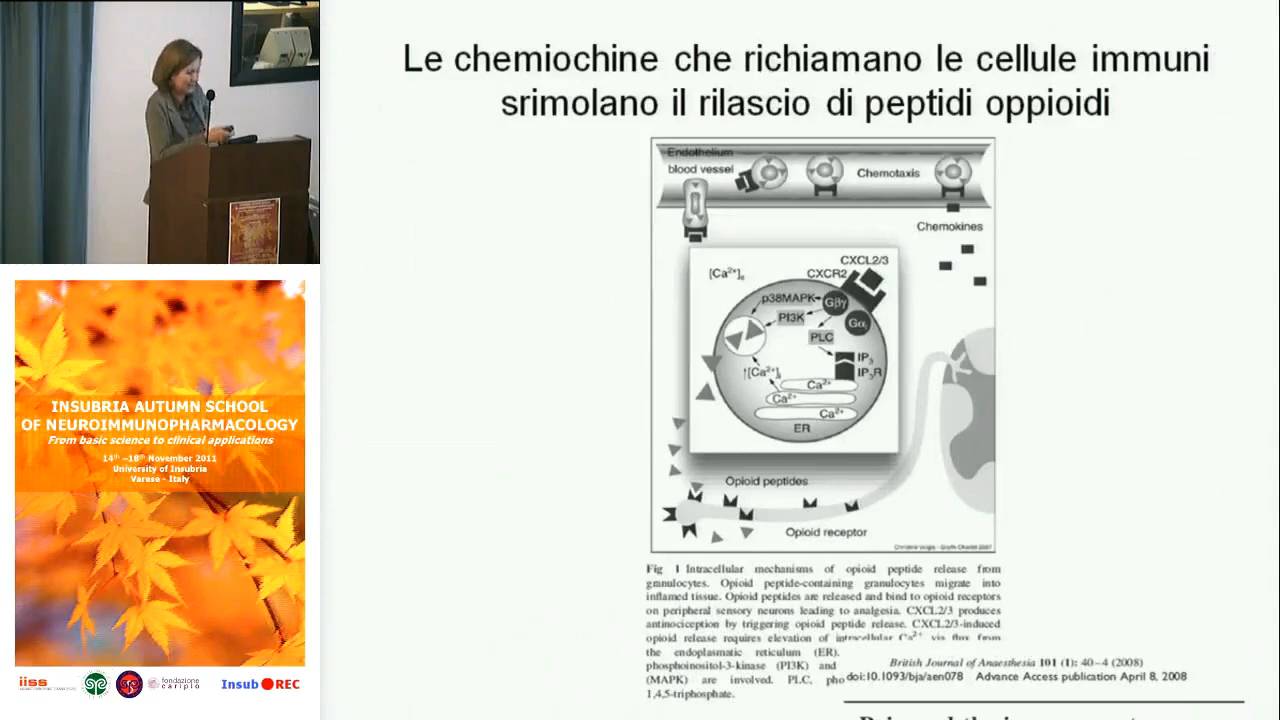 Le chemiochine che richiamano le cellule immuni
srimolano il rilascio di peptidi oppioidi
Endothelium
blood vessel
Chemotaxis
Chemokines
CXCL2/3
CXCR2
[Ca²⁺]ₑ
p38MAPK
Gβγ
PI3K
Gαᵢ
PLC
IP₃
IP₃R
↑[Ca²⁺]ᵢ
Ca²⁺
Ca²⁺
Ca²⁺
ER
Opioid peptides
Opioid receptor
Fig 1 Intracellular mechanisms of opioid peptide release from
granulocytes. Opioid peptide-containing granulocytes migrate into
inflamed tissue. Opioid peptides are released and bind to opioid receptors
on peripheral sensory neurons leading to analgesia. CXCL2/3 produces
antinociception by triggering opioid peptide release. CXCL2/3-induced
opioid release requires elevation of intracellular Ca²⁺ via flux from
the endoplasmatic reticulum (ER).
phosphoinositol-3-kinase (PI3K) and
(MAPK) are involved. PLC, pho
1,4,5-triphosphate.
British Journal of Anaesthesia 101 (1): 40–4 (2008)
doi:10.1093/bja/aen078 Advance Access publication April 8, 2008
INSUBRIA AUTUMN SCHOOL
OF NEUROIMMUNOPHARMACOLOGY
From basic science to clinical applications
14th –18th November 2011
University of Insubria
Varese - Italy
iiss
fondazione
cariplo
Insub REC